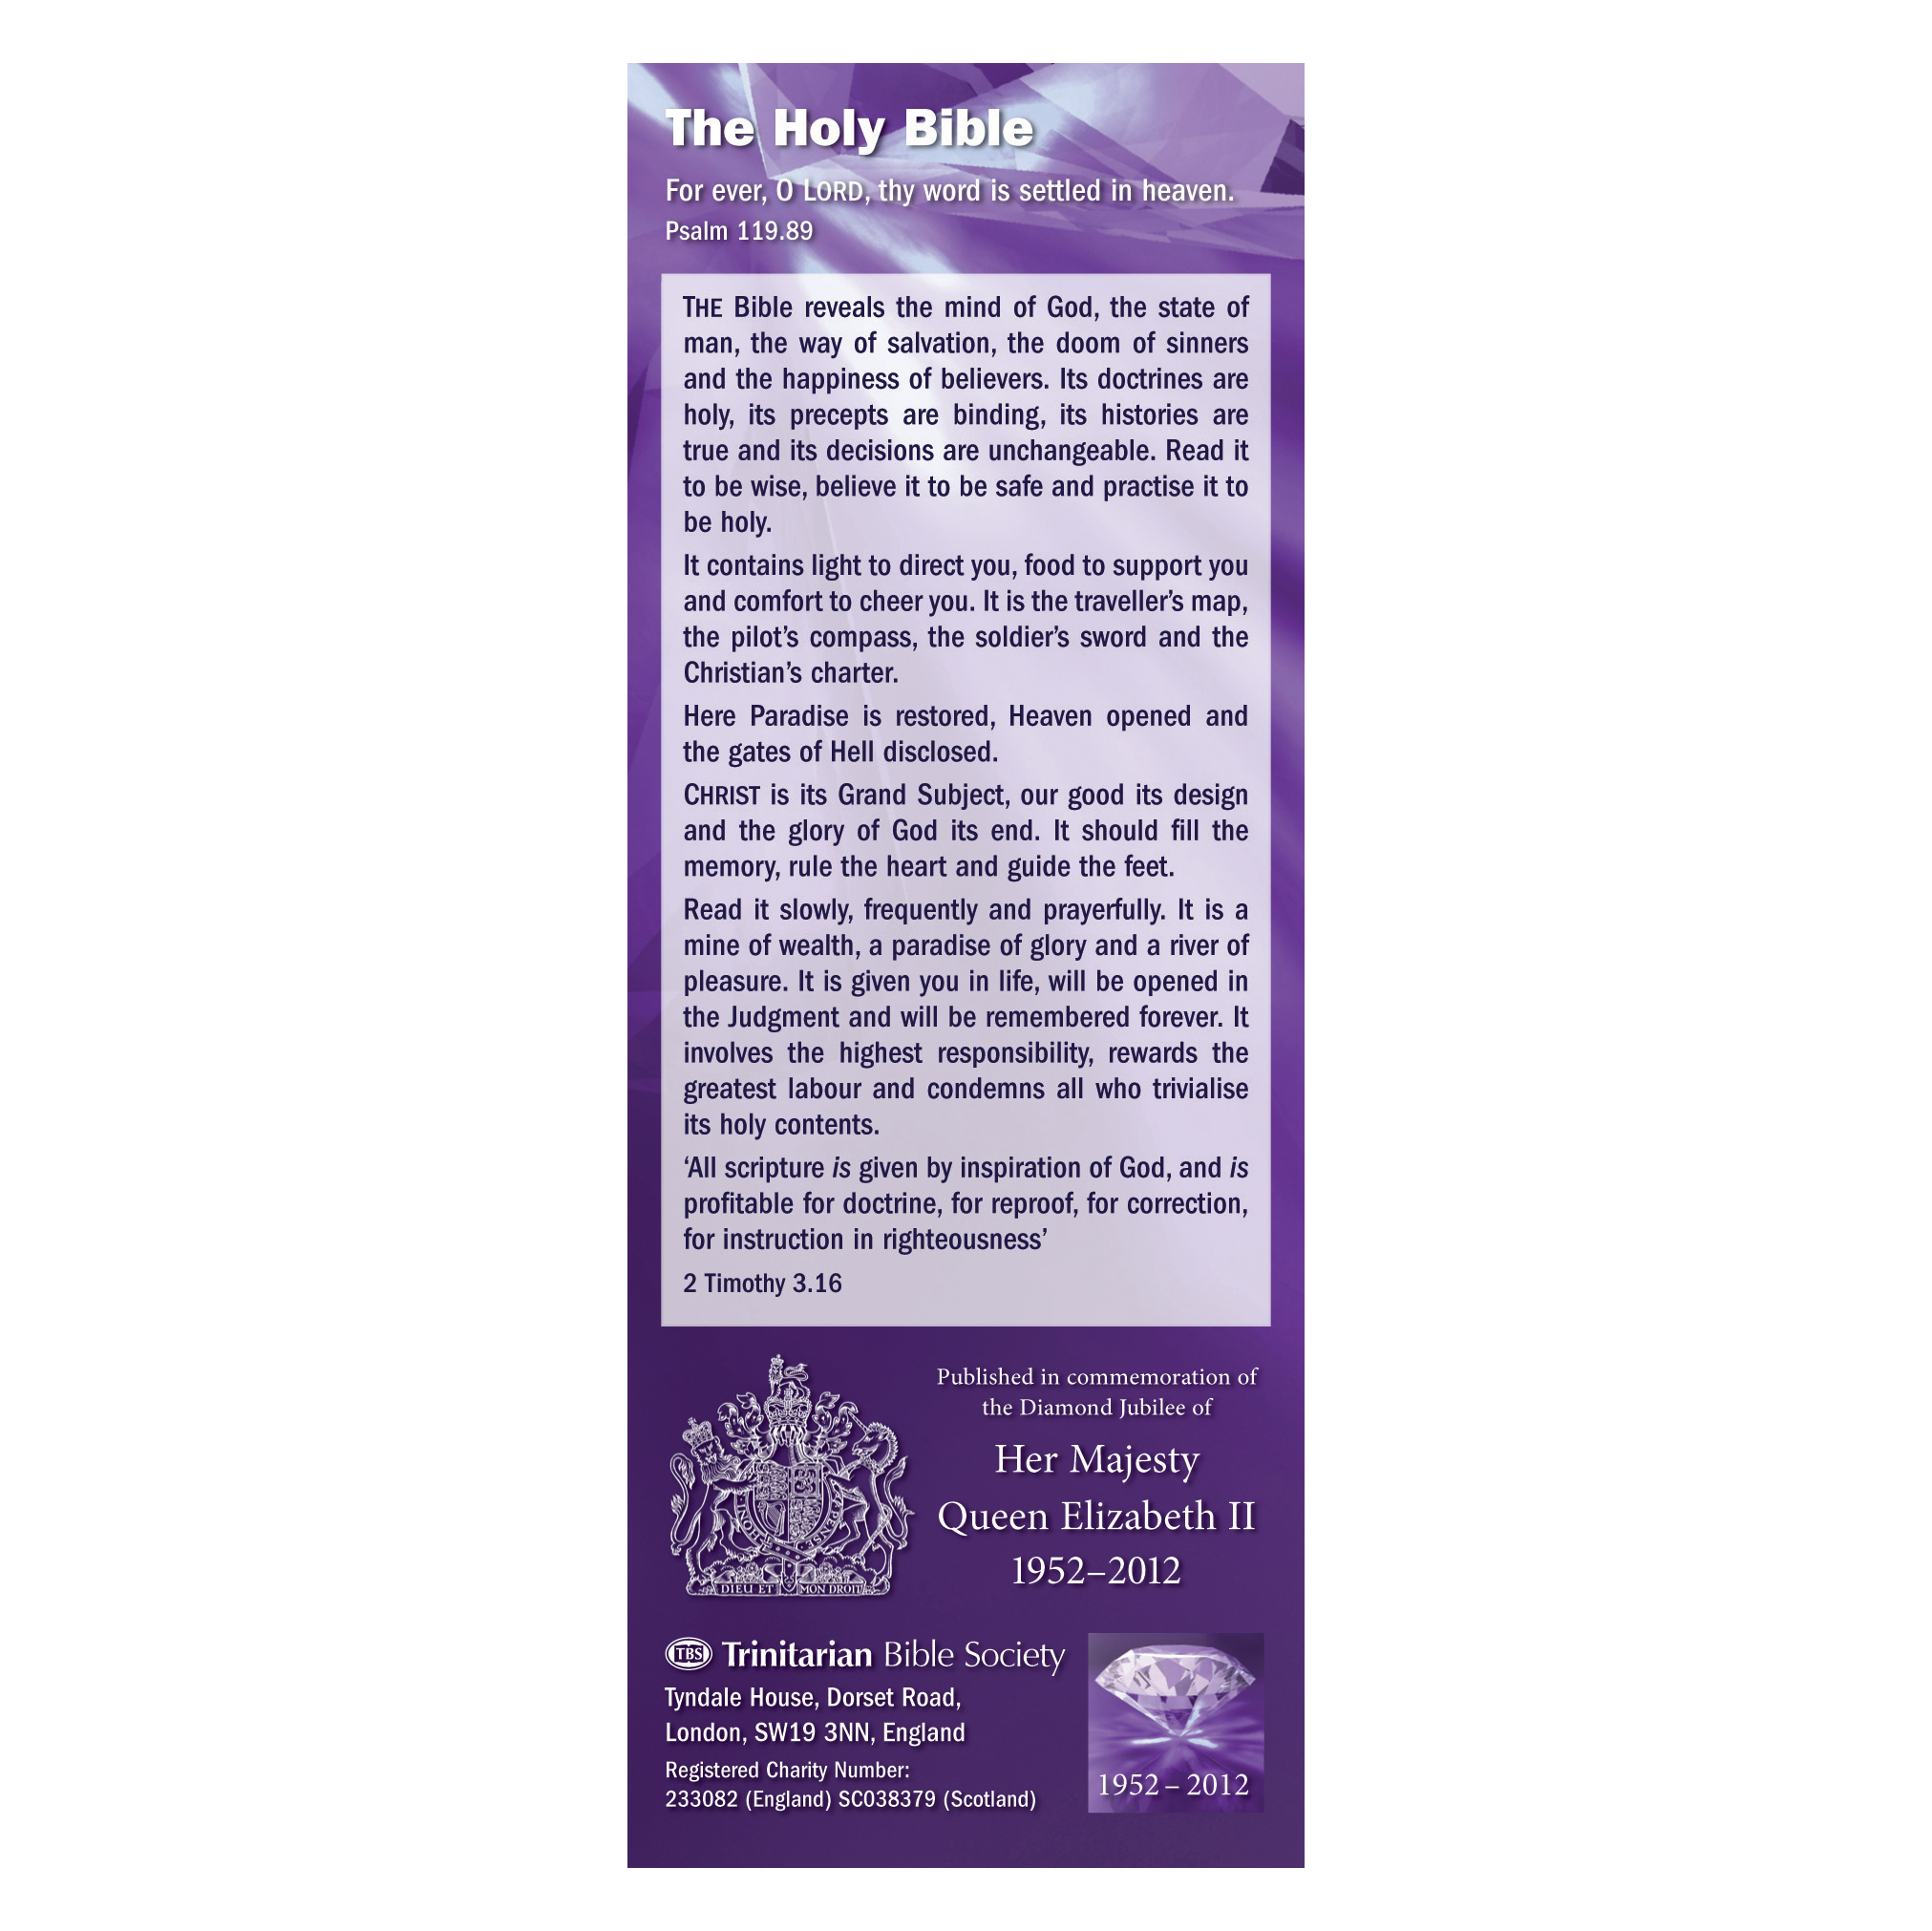 The Holy Bible
For ever, O LORD, thy word is settled in heaven.
Psalm 119.89
THE Bible reveals the mind of God, the state of
man, the way of salvation, the doom of sinners
and the happiness of believers. Its doctrines are
holy, its precepts are binding, its histories are
true and its decisions are unchangeable. Read it
to be wise, believe it to be safe and practise it to
be holy.
It contains light to direct you, food to support you
and comfort to cheer you. It is the traveller’s map,
the pilot’s compass, the soldier’s sword and the
Christian’s charter.
Here Paradise is restored, Heaven opened and
the gates of Hell disclosed.
CHRIST is its Grand Subject, our good its design
and the glory of God its end. It should fill the
memory, rule the heart and guide the feet.
Read it slowly, frequently and prayerfully. It is a
mine of wealth, a paradise of glory and a river of
pleasure. It is given you in life, will be opened in
the Judgment and will be remembered forever. It
involves the highest responsibility, rewards the
greatest labour and condemns all who trivialise
its holy contents.
‘All scripture is given by inspiration of God, and is
profitable for doctrine, for reproof, for correction,
for instruction in righteousness’
2 Timothy 3.16
Published in commemoration of
the Diamond Jubilee of
Her Majesty
Queen Elizabeth II
1952–2012
DIEU ET MON DROIT
TBS Trinitarian Bible Society
Tyndale House, Dorset Road,
London, SW19 3NN, England
Registered Charity Number:
233082 (England) SC038379 (Scotland)
1952 – 2012